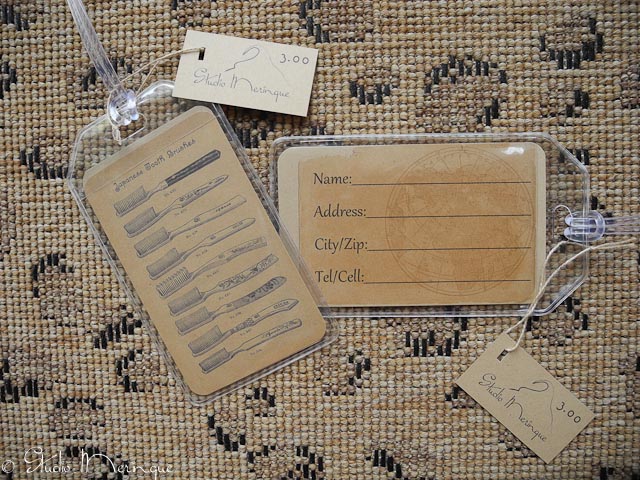 3.00
Studio Meringue
Japanese Tooth Brushes
Name:
Address:
City/Zip:
Tel/Cell:
3.00
Studio Meringue
© Studio Meringue